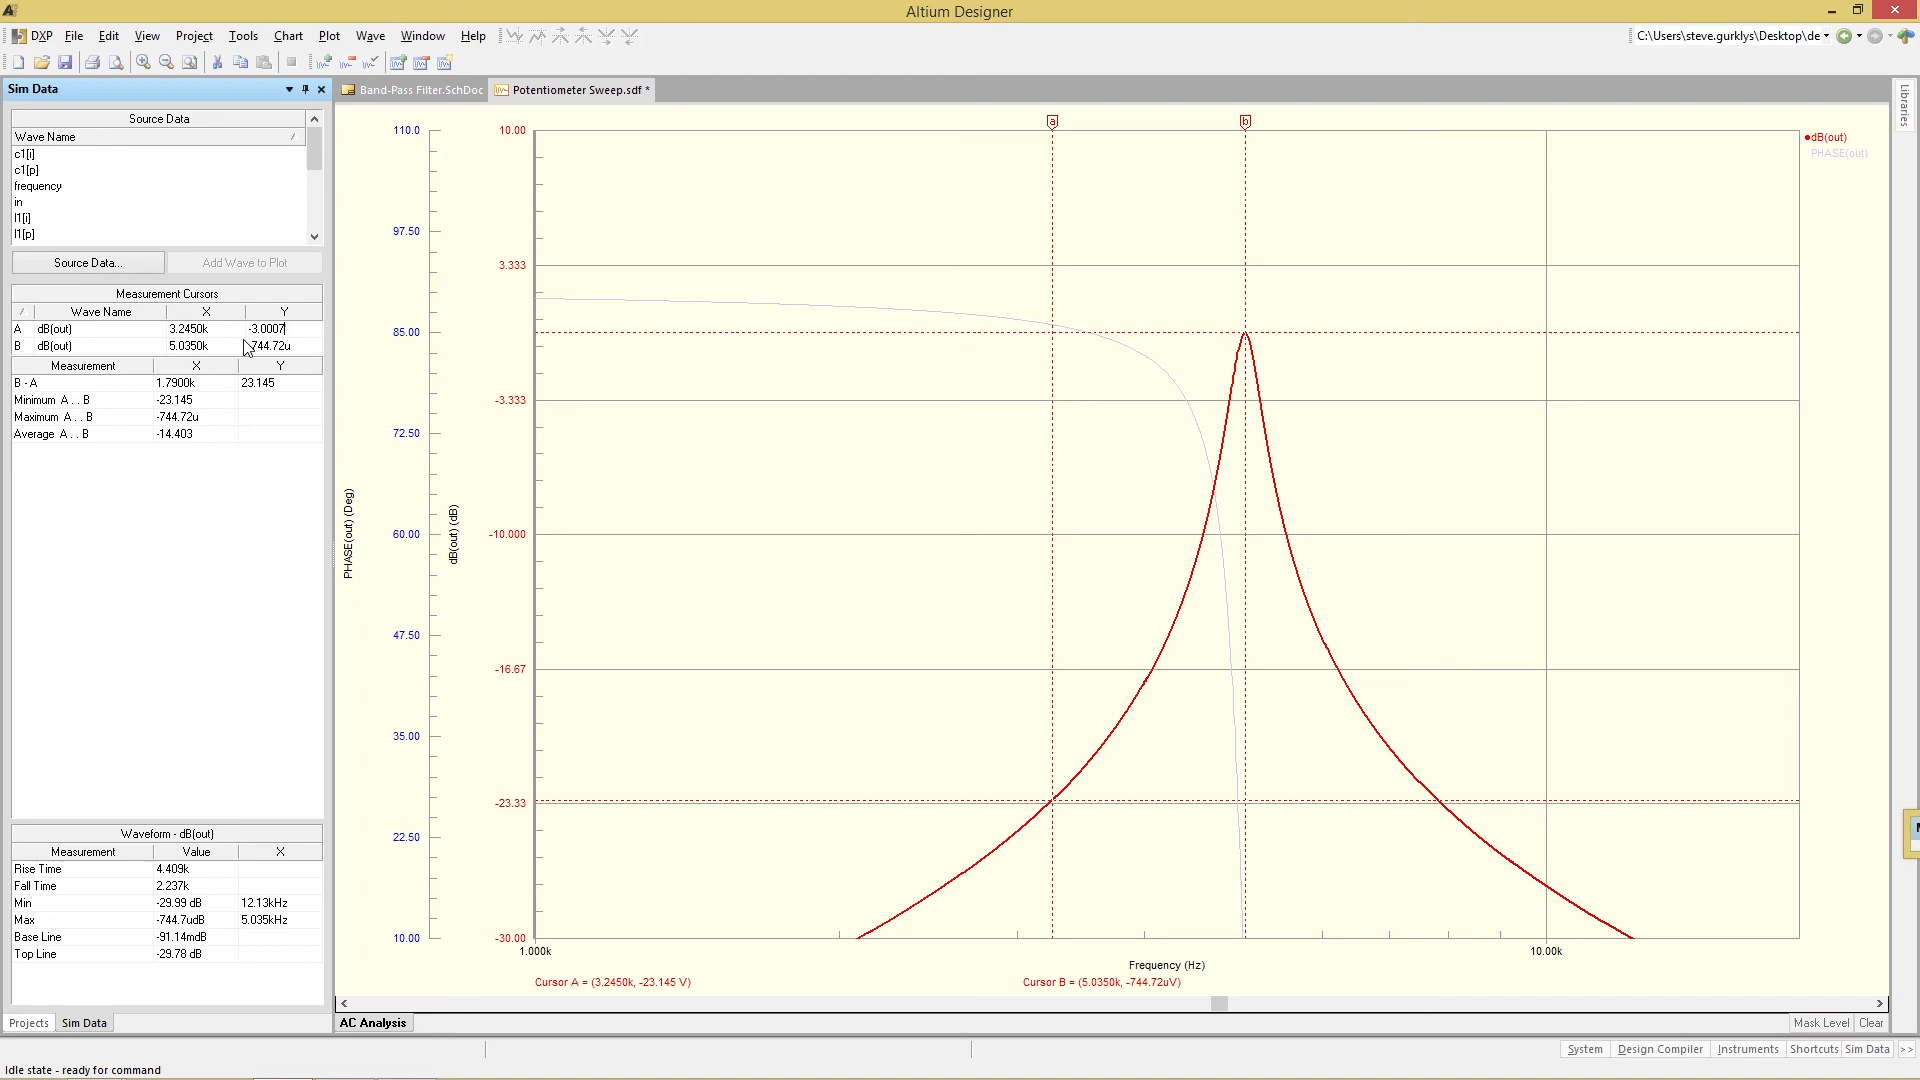 Altium Designer
DXP File Edit View Project Tools Chart Plot Wave Window Help
C:\Users\steve.gurklys\Desktop\de
Sim Data
Band-Pass Filter.SchDoc
Potentiometer Sweep.sdf *
Libraries
Source Data
Wave Name
c1[i]
c1[p]
frequency
in
l1[i]
l1[p]
Source Data...
Add Wave to Plot
Measurement Cursors
Wave Name X Y
A dB(out) 3.2450k -3.0007
B dB(out) 5.0350k -744.72u
Measurement X Y
B - A 1.7900k 23.145
Minimum A . . B -23.145
Maximum A . . B -744.72u
Average A . . B -14.403
Waveform - dB(out)
Measurement Value X
Rise Time 4.409k
Fall Time 2.237k
Min -29.99 dB 12.13kHz
Max -744.7udB 5.035kHz
Base Line -91.14mdB
Top Line -29.78 dB
Projects
Sim Data
110.0
97.50
85.00
72.50
60.00
47.50
35.00
22.50
10.00
PHASE(out) (Deg)
10.00
3.333
-3.333
-10.000
-16.67
-23.33
-30.00
dB(out) (dB)
a
b
dB(out)
PHASE(out)
1.000k
10.00k
Frequency (Hz)
Cursor A = (3.2450k, -23.145 V)
Cursor B = (5.0350k, -744.72uV)
AC Analysis
Mask Level
Clear
System
Design Compiler
Instruments
Shortcuts
Sim Data
>>
Idle state - ready for command